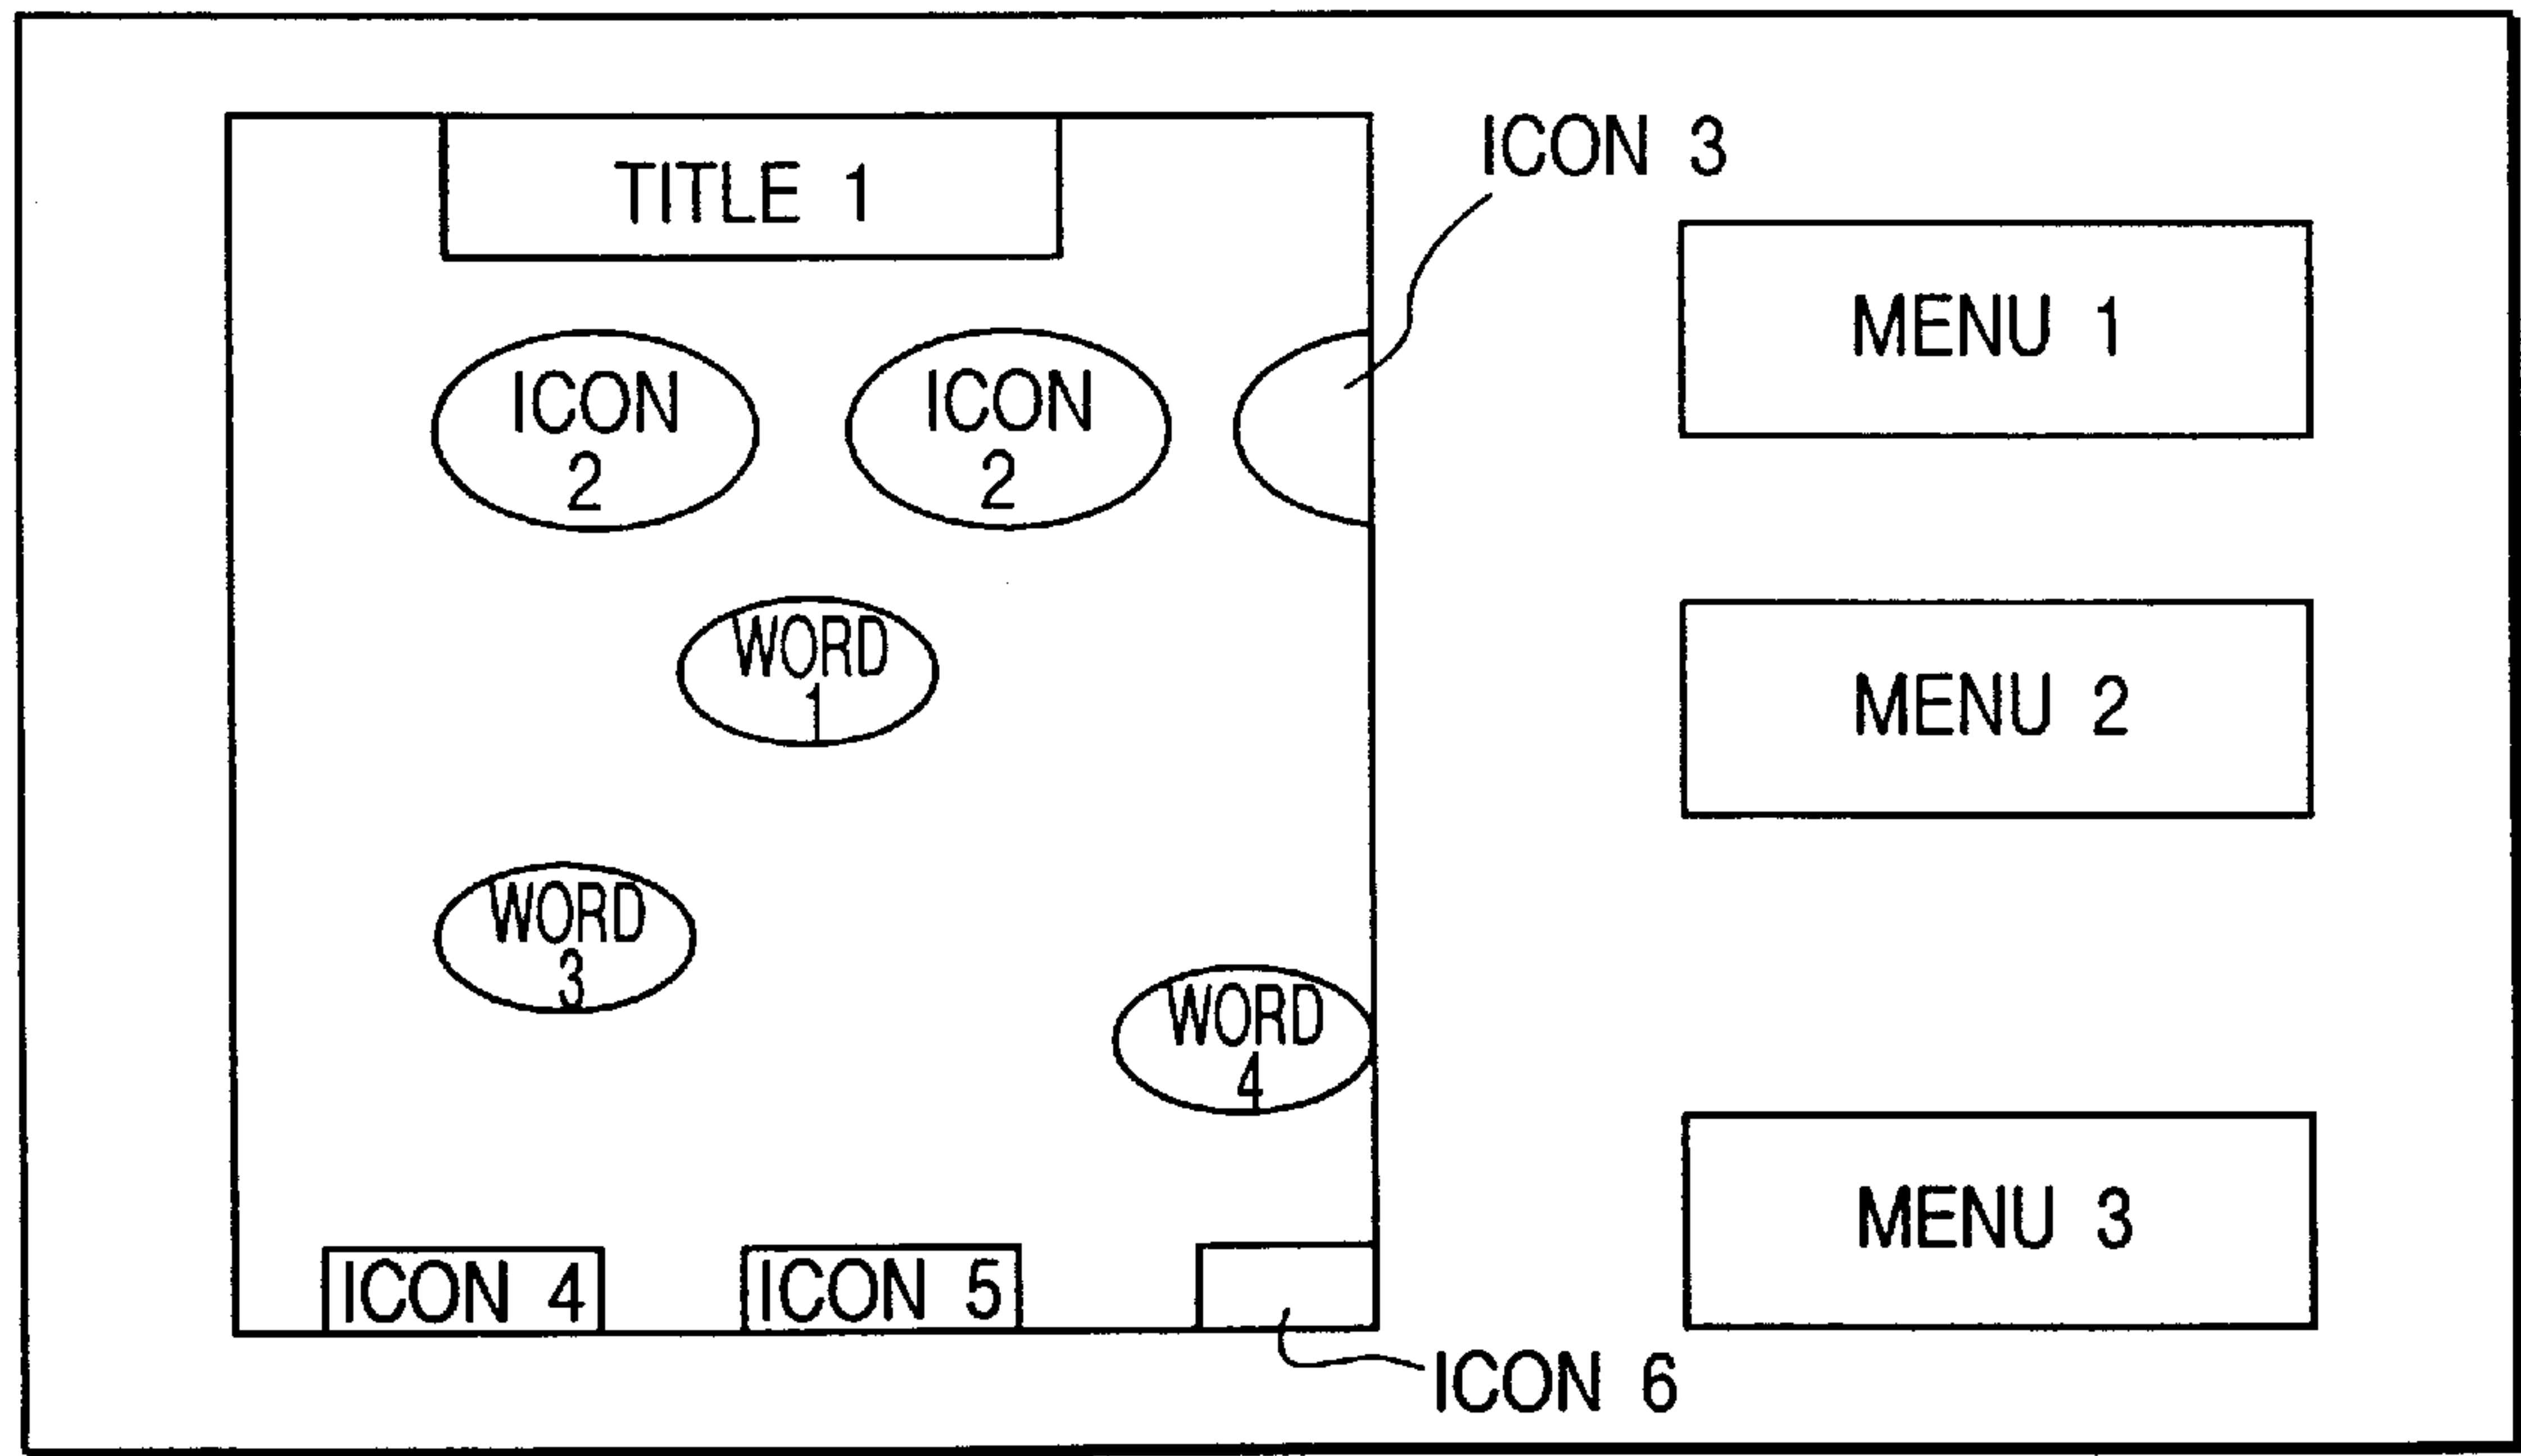 TITLE 1
ICON 3
MENU 1
ICON
2
ICON
2
WORD
1
MENU 2
WORD
3
WORD
4
MENU 3
ICON 4
ICON 5
ICON 6